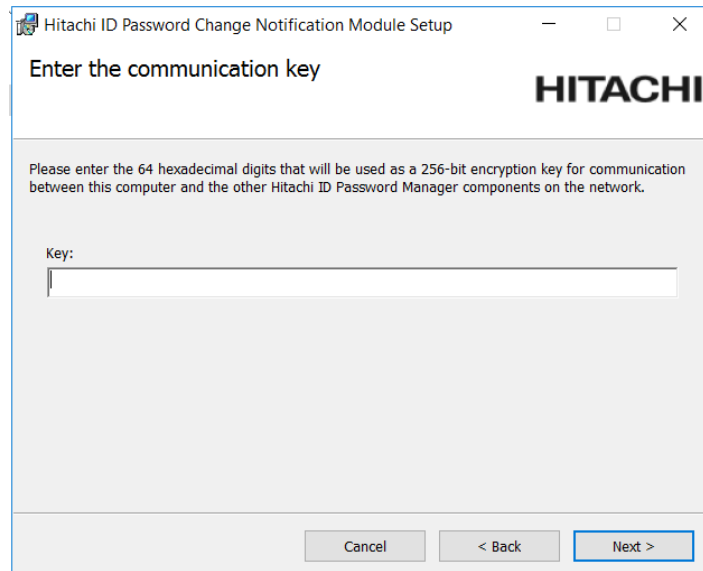 Hitachi ID Password Change Notification Module Setup
Enter the communication key
HITACHI
Please enter the 64 hexadecimal digits that will be used as a 256-bit encryption key for communication
between this computer and the other Hitachi ID Password Manager components on the network.
Key:
Cancel
< Back
Next >